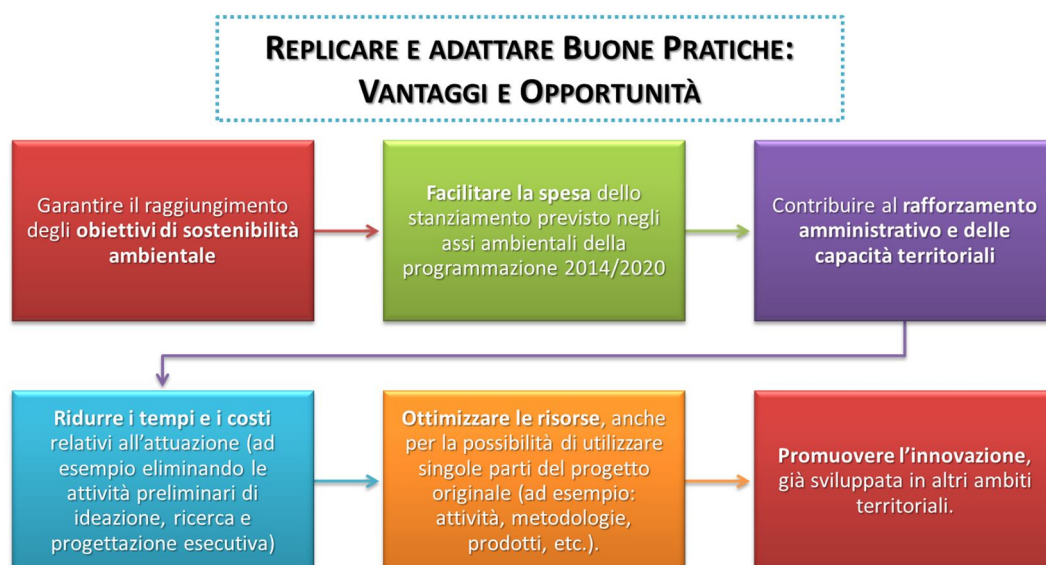 REPLICARE E ADATTARE BUONE PRATICHE:
VANTAGGI E OPPORTUNITÀ
Garantire il raggiungimento
degli obiettivi di sostenibilità
ambientale
Facilitare la spesa dello
stanziamento previsto negli
assi ambientali della
programmazione 2014/2020
Contribuire al rafforzamento
amministrativo e delle
capacità territoriali
Ridurre i tempi e i costi
relativi all'attuazione (ad
esempio eliminando le
attività preliminari di
ideazione, ricerca e
progettazione esecutiva)
Ottimizzare le risorse, anche
per la possibilità di utilizzare
singole parti del progetto
originale (ad esempio:
attività, metodologie,
prodotti, etc.).
Promuovere l'innovazione,
già sviluppata in altri ambiti
territoriali.